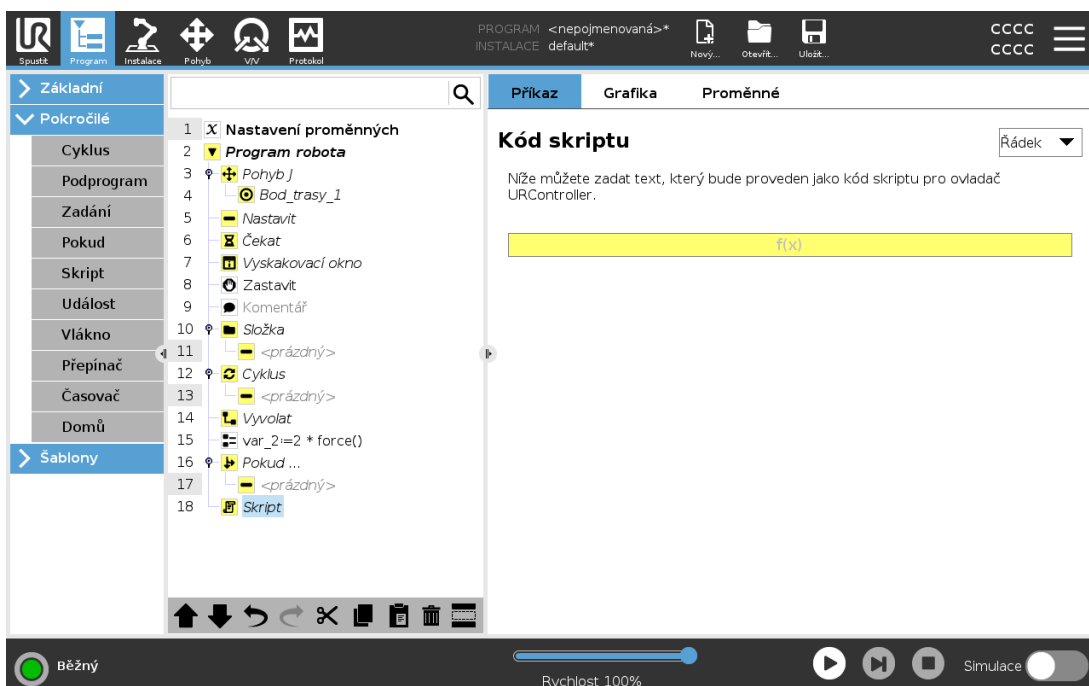 PROGRAM <nepojmenovaná>*
INSTALACE default*
cccc
cccc
Spustit
Program
Instalace
Pohyb
V/V
Protokol
Nový...
Otevřít...
Uložit...
Základní
Pokročilé
Cyklus
Podprogram
Zadání
Pokud
Skript
Událost
Vlákno
Přepínač
Časovač
Domů
Šablony
1 X Nastavení proměnných
2 Program robota
3 Pohyb J
4 Bod_trasy_1
5 Nastavit
6 Čekat
7 Vyskakovací okno
8 Zastavit
9 Komentář
10 Složka
11 <prázdný>
12 Cyklus
13 <prázdný>
14 Vyvolat
15 var_2≔2 * force()
16 Pokud ...
17 <prázdný>
18 Skript
Příkaz
Grafika
Proměnné
Kód skriptu
Řádek
Níže můžete zadat text, který bude proveden jako kód skriptu pro ovladač
URController.
f(x)
Běžný
Rychlost 100%
Simulace